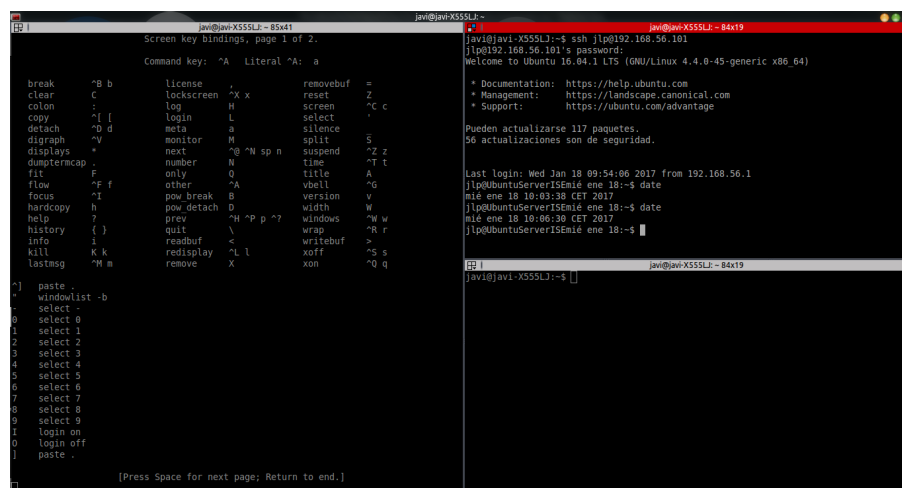 javi@javi-X555LJ: ~
javi@javi-X555LJ: ~ 85x41
Screen key bindings, page 1 of 2.
Command key:  ^A   Literal ^A:  a
break       ^B b        license     ,           removebuf   =
clear       C           lockscreen  ^X x        reset       Z
colon       :           log         H           screen      ^C c
copy        ^[ [        login       L           select      '
detach      ^D d        meta        a           silence     _
digraph     ^V          monitor     M           split       S
displays    *           next        ^@ ^N sp n  suspend     ^Z z
dumptermcap .           number      N           time        ^T t
fit         F           only        Q           title       A
flow        ^F f        other       ^A          vbell       ^G
focus       ^I          pow_break   B           version     v
hardcopy    h           pow_detach  D           width       W
help        ?           prev        ^H ^P p ^?  windows     ^W w
history     { }         quit        \           wrap        ^R r
info        i           readbuf     <           writebuf    >
kill        K k         redisplay   ^L l        xoff        ^S s
lastmsg     ^M m        remove      X           xon         ^Q q
^]   paste .
"    windowlist -b
-    select -
0    select 0
1    select 1
2    select 2
3    select 3
4    select 4
5    select 5
6    select 6
7    select 7
8    select 8
9    select 9
I    login on
O    login off
]    paste .
[Press Space for next page; Return to end.]
javi@javi-X555LJ: ~ 84x19
javi@javi-X555LJ:~$ ssh jlp@192.168.56.101
jlp@192.168.56.101's password:
Welcome to Ubuntu 16.04.1 LTS (GNU/Linux 4.4.0-45-generic x86_64)
* Documentation:  https://help.ubuntu.com
* Management:     https://landscape.canonical.com
* Support:        https://ubuntu.com/advantage
Pueden actualizarse 117 paquetes.
56 actualizaciones son de seguridad.
Last login: Wed Jan 18 09:54:06 2017 from 192.168.56.1
jlp@UbuntuServerISEmié ene 18:~$ date
mié ene 18 10:03:38 CET 2017
jlp@UbuntuServerISEmié ene 18:~$ date
mié ene 18 10:06:30 CET 2017
jlp@UbuntuServerISEmié ene 18:~$
javi@javi-X555LJ: ~ 84x19
javi@javi-X555LJ:~$